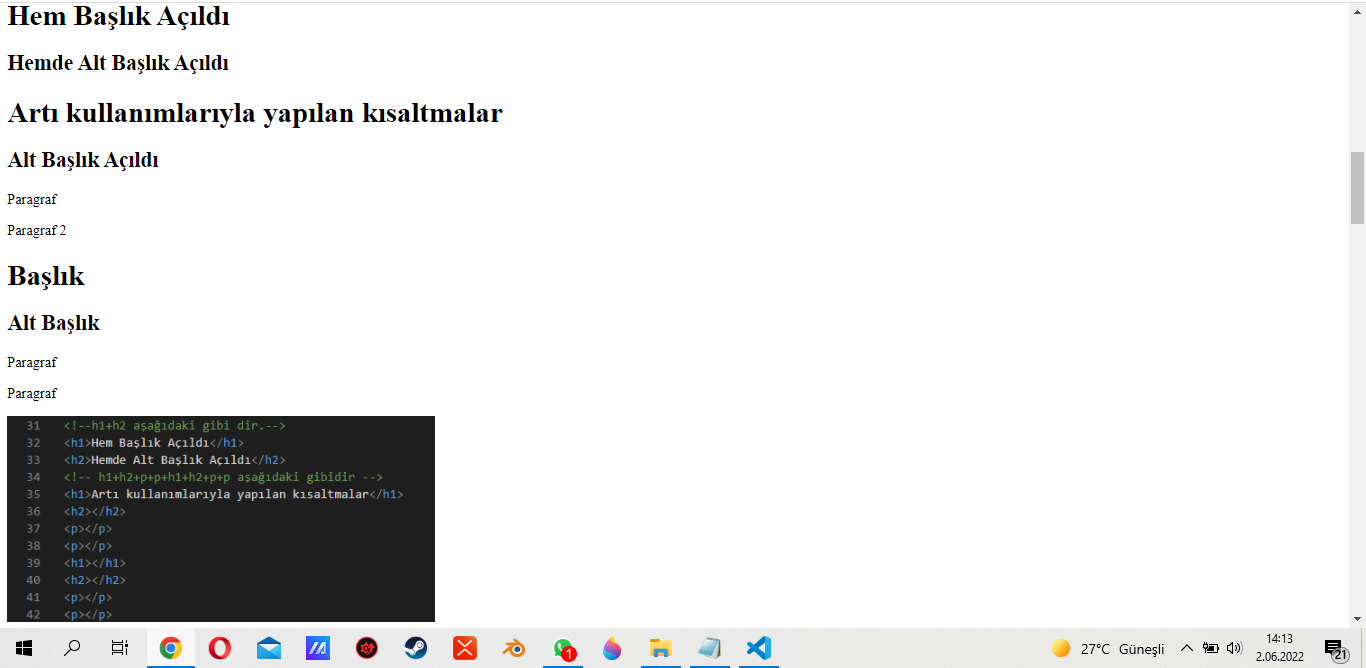 Hem Başlık Açıldı
Hemde Alt Başlık Açıldı
Artı kullanımlarıyla yapılan kısaltmalar
Alt Başlık Açıldı
Paragraf
Paragraf 2
Başlık
Alt Başlık
Paragraf
Paragraf
31 <!--h1+h2 aşağıdaki gibi dir.-->
32 <h1>Hem Başlık Açıldı</h1>
33 <h2>Hemde Alt Başlık Açıldı</h2>
34 <!-- h1+h2+p+p+h1+h2+p+p aşağıdaki gibidir -->
35 <h1>Artı kullanımlarıyla yapılan kısaltmalar</h1>
36 <h2></h2>
37 <p></p>
38 <p></p>
39 <h1></h1>
40 <h2></h2>
41 <p></p>
42 <p></p>
1
27°C Güneşli
14:13
2.06.2022
21